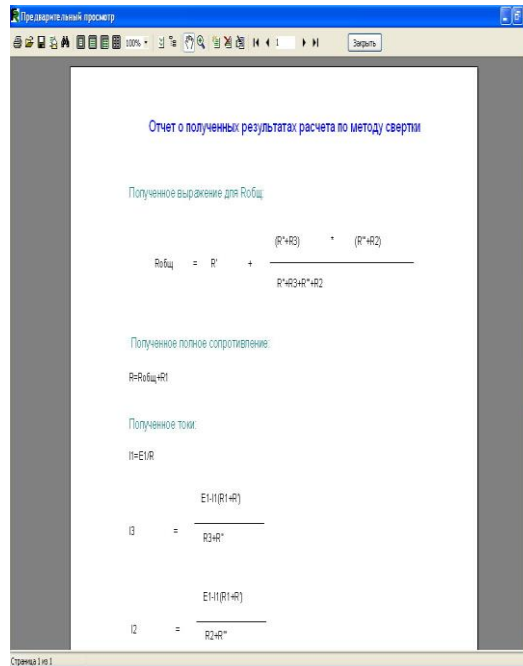 Предварительный просмотр
100%
1
Закрыть
Отчет о полученных результатах расчета по методу свертки
Полученное выражение для Rобщ:
(R''+R3) * (R'''+R2)
Rобщ = R' +
R''+R3+R'''+R2
Полученное полное сопротивление:
R=Rобщ+R1
Полученное токи:
I1=E1/R
E1-I1(R1+R')
I3 =
R3+R''
E1-I1(R1+R')
I2 =
R2+R'''
Страница 1 из 1